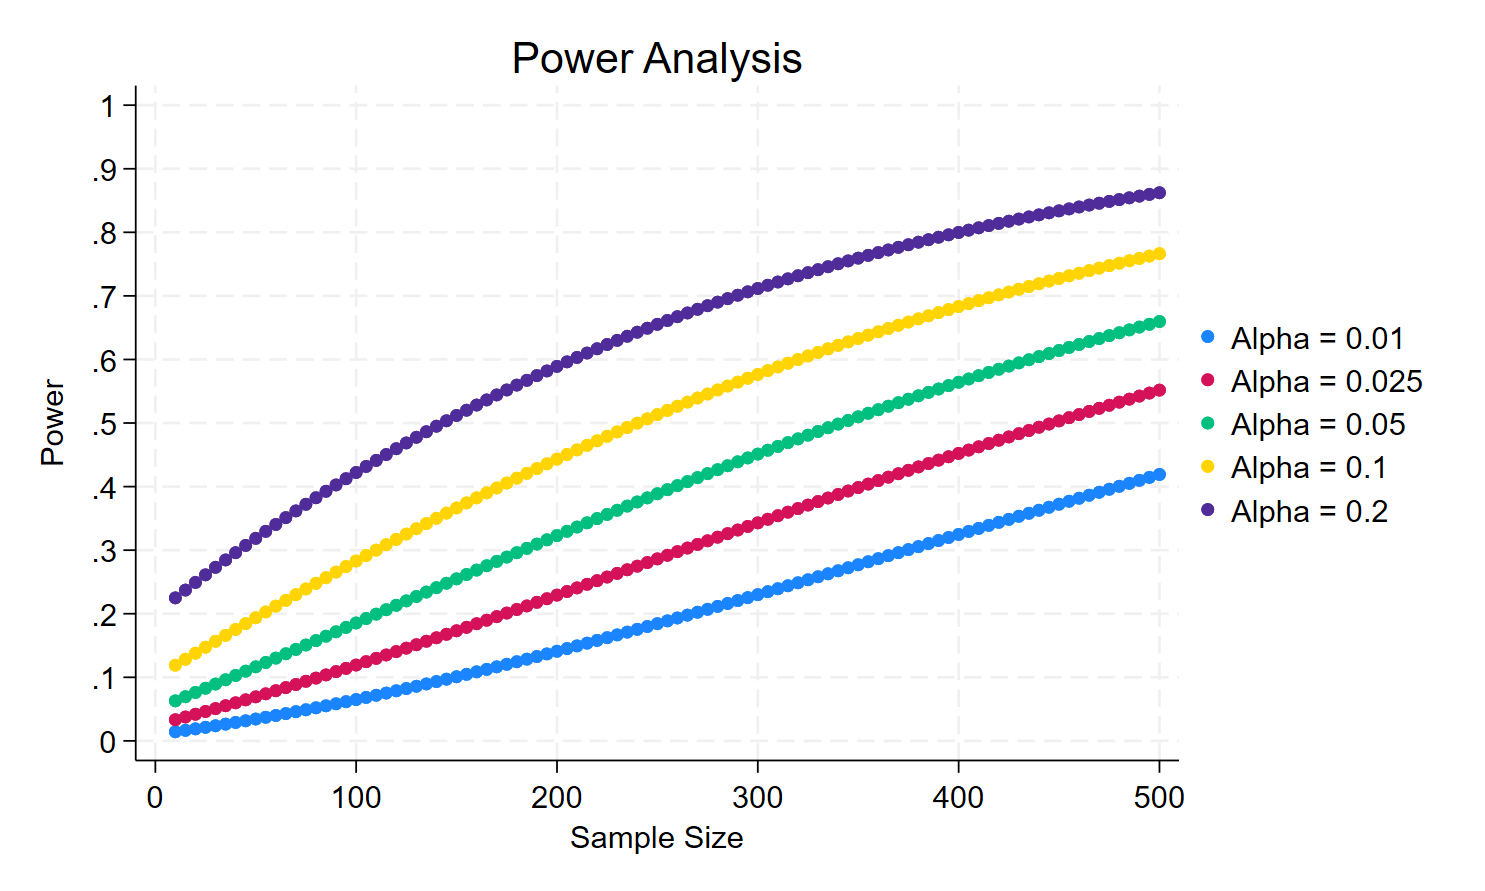 Power Analysis
1
.9
.8
.7
.6
.5
.4
.3
.2
.1
0
Power
0 100 200 300 400 500
Sample Size
Alpha = 0.01
Alpha = 0.025
Alpha = 0.05
Alpha = 0.1
Alpha = 0.2